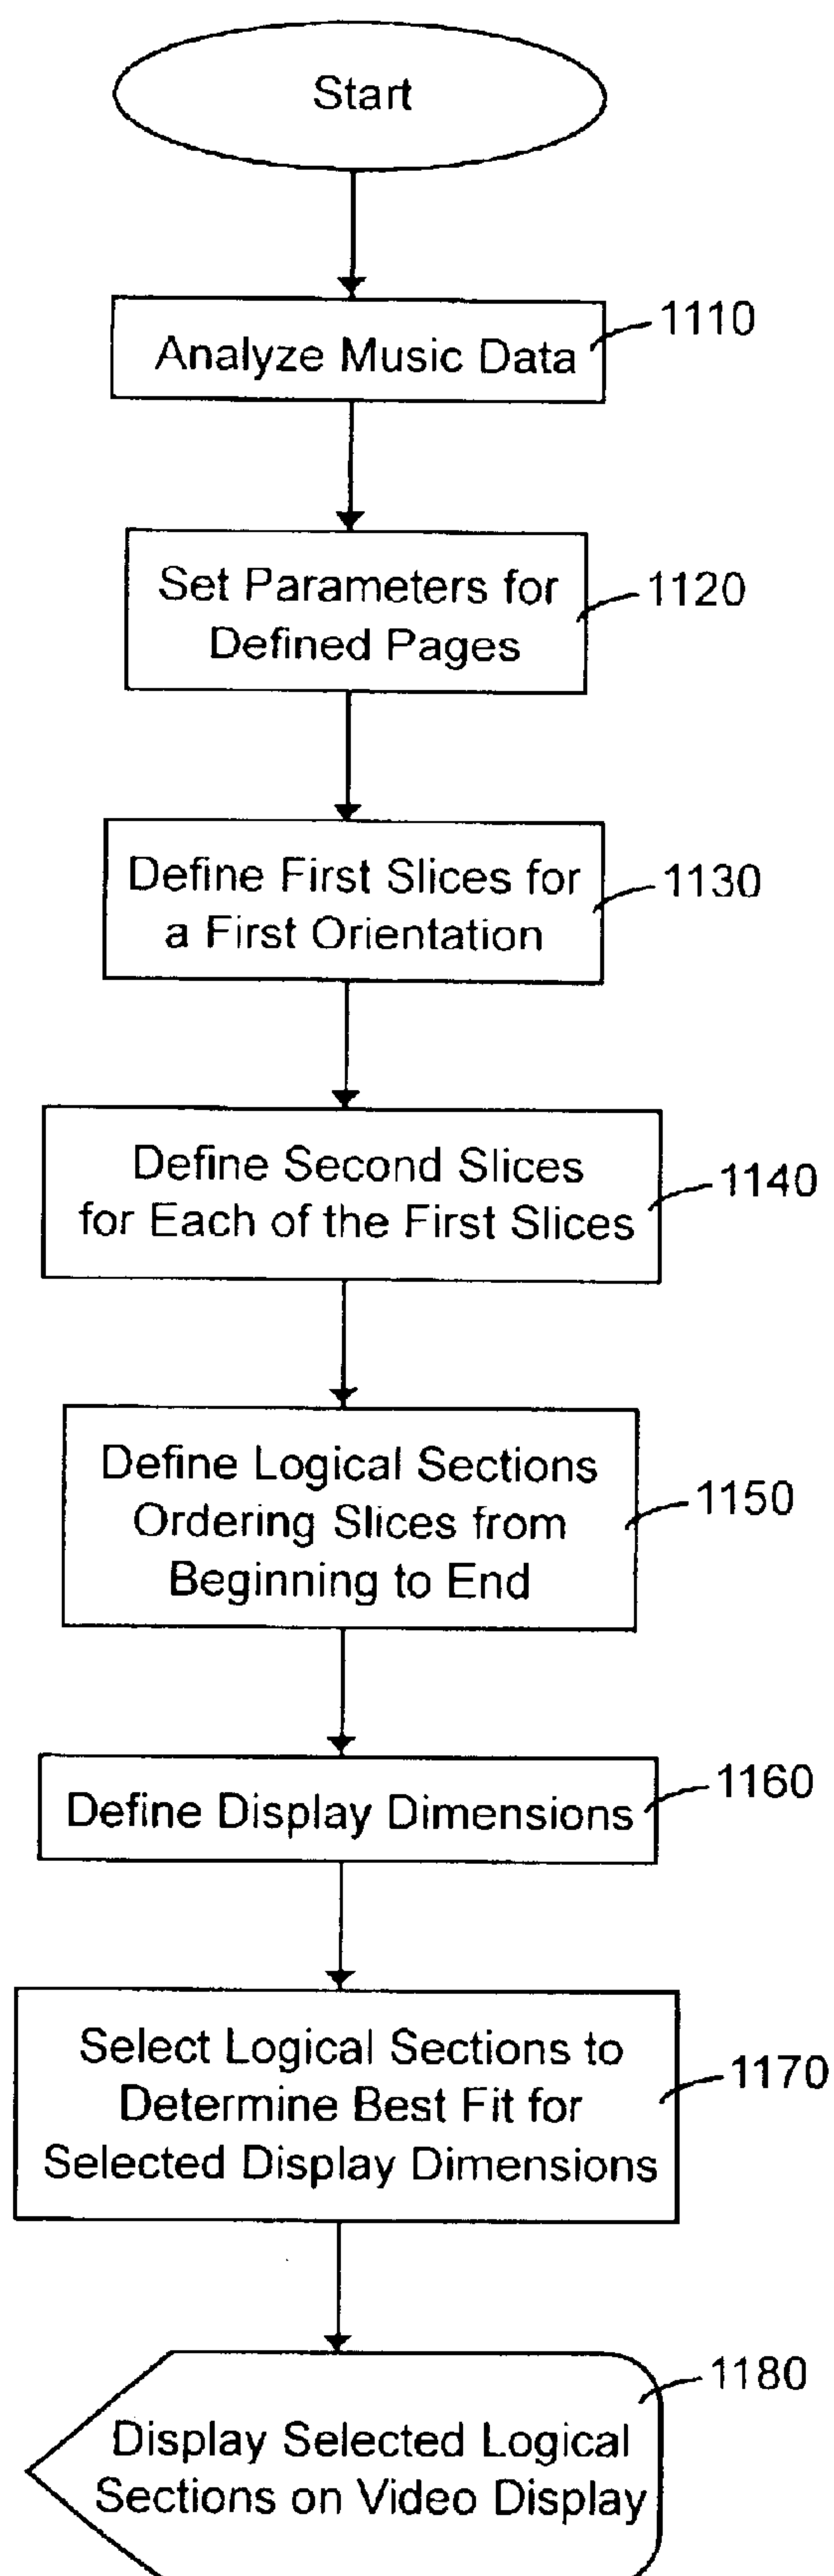 Start
Analyze Music Data
1110
Set Parameters for
Defined Pages
1120
Define First Slices for
a First Orientation
1130
Define Second Slices
for Each of the First Slices
1140
Define Logical Sections
Ordering Slices from
Beginning to End
1150
Define Display Dimensions
1160
Select Logical Sections to
Determine Best Fit for
Selected Display Dimensions
1170
Display Selected Logical
Sections on Video Display
1180